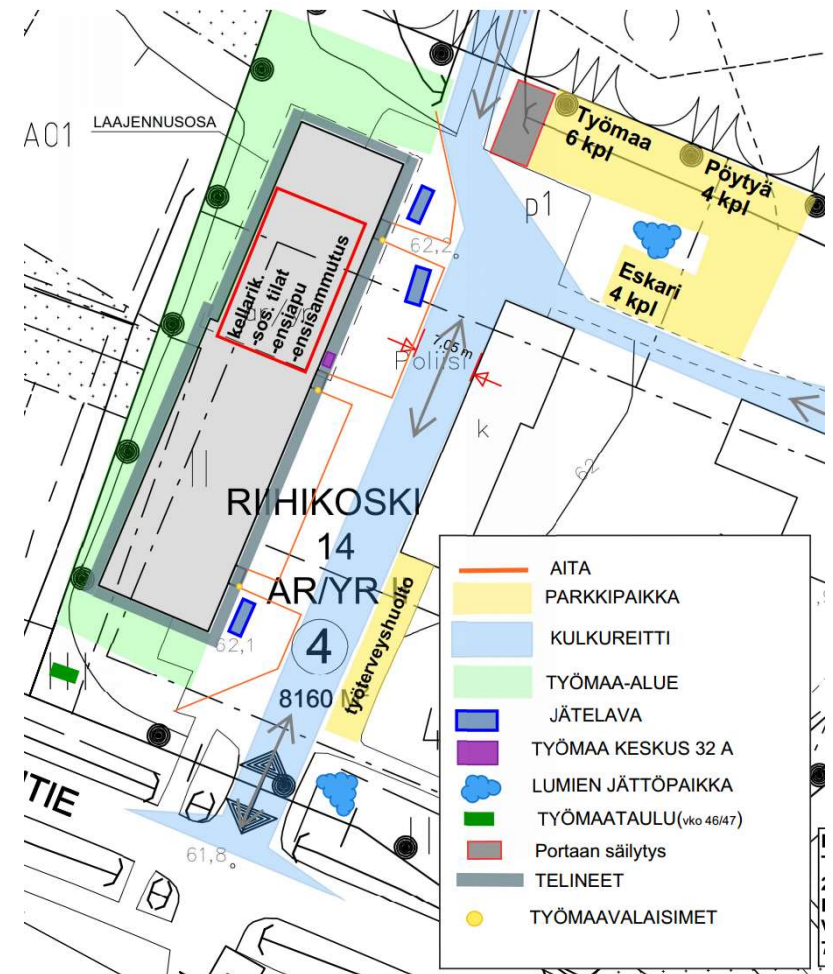 LAAJENNUSOSA
A01
Työmaa
6 kpl
Pöytyä
4 kpl
p1
Eskari
4 kpl
62,2
kellarik.
-sos. tilat
-ensiapu
-ensisammutus
7,05 m
Poliisi
k
62
II
RIIHIKOSKI
14
AR/YR
4
8160 M
62,1
työterveyshuolto
TIE
61,8
AITA
PARKKIPAIKKA
KULKUREITTI
TYÖMAA-ALUE
JÄTELAVA
TYÖMAA KESKUS 32 A
LUMIEN JÄTTÖPAIKKA
TYÖMAATAULU(vko 46/47)
Portaan säilytys
TELINEET
TYÖMAAVALAISIMET